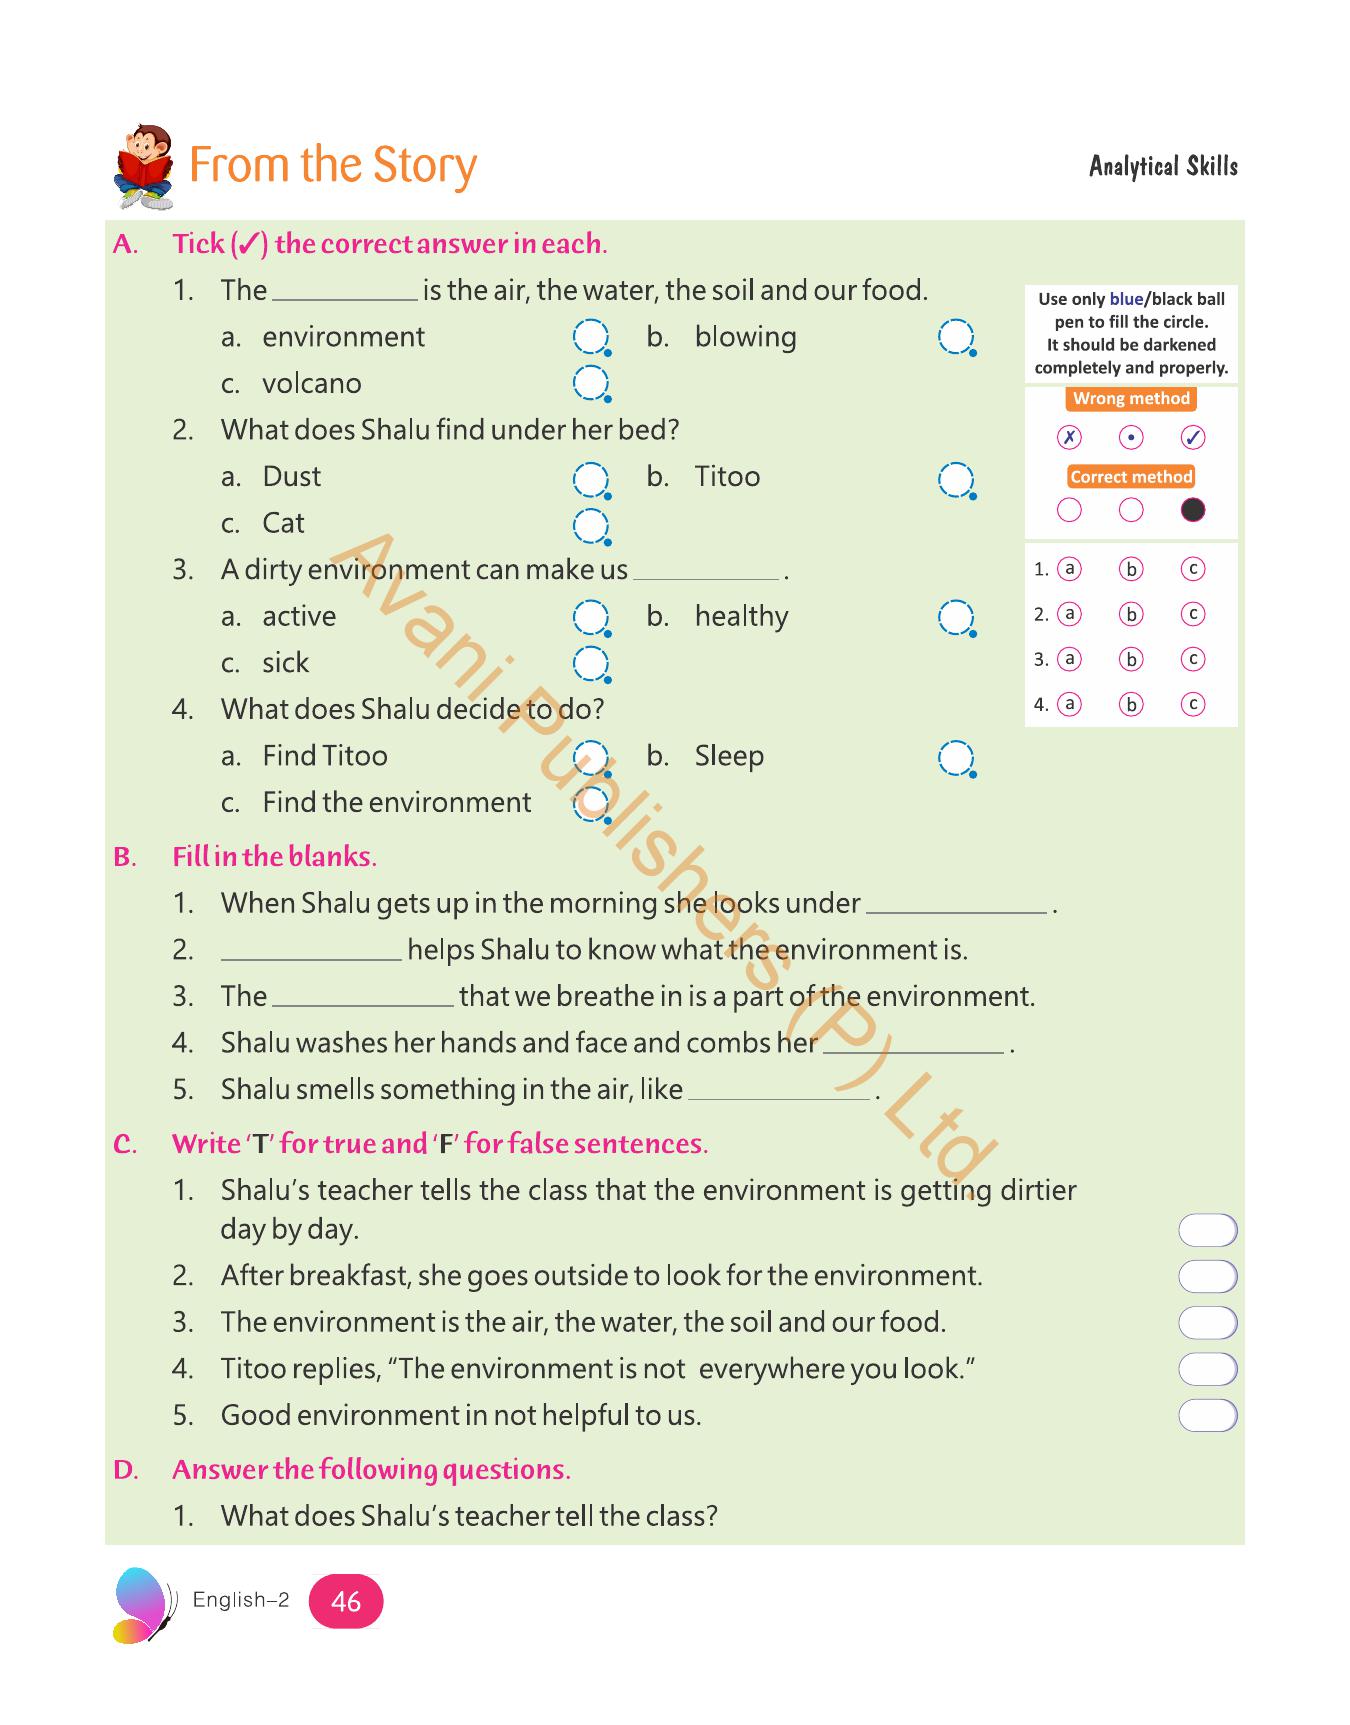 From the Story
Analytical Skills
A. Tick (✓) the correct answer in each.
1. The __________ is the air, the water, the soil and our food.
a. environment b. blowing
c. volcano
2. What does Shalu find under her bed?
a. Dust b. Titoo
c. Cat
3. A dirty environment can make us __________ .
a. active b. healthy
c. sick
4. What does Shalu decide to do?
a. Find Titoo b. Sleep
c. Find the environment
Use only blue/black ball
pen to fill the circle.
It should be darkened
completely and properly.
Wrong method
✗ • ✓
Correct method
1. a b c
2. a b c
3. a b c
4. a b c
B. Fill in the blanks.
1. When Shalu gets up in the morning she looks under ____________ .
2. ____________ helps Shalu to know what the environment is.
3. The ____________ that we breathe in is a part of the environment.
4. Shalu washes her hands and face and combs her ____________ .
5. Shalu smells something in the air, like ____________ .
C. Write ‘T’ for true and ‘F’ for false sentences.
1. Shalu’s teacher tells the class that the environment is getting dirtier
day by day.
2. After breakfast, she goes outside to look for the environment.
3. The environment is the air, the water, the soil and our food.
4. Titoo replies, “The environment is not everywhere you look.”
5. Good environment in not helpful to us.
D. Answer the following questions.
1. What does Shalu’s teacher tell the class?
English–2 46
Avani Publishers (P) Ltd.